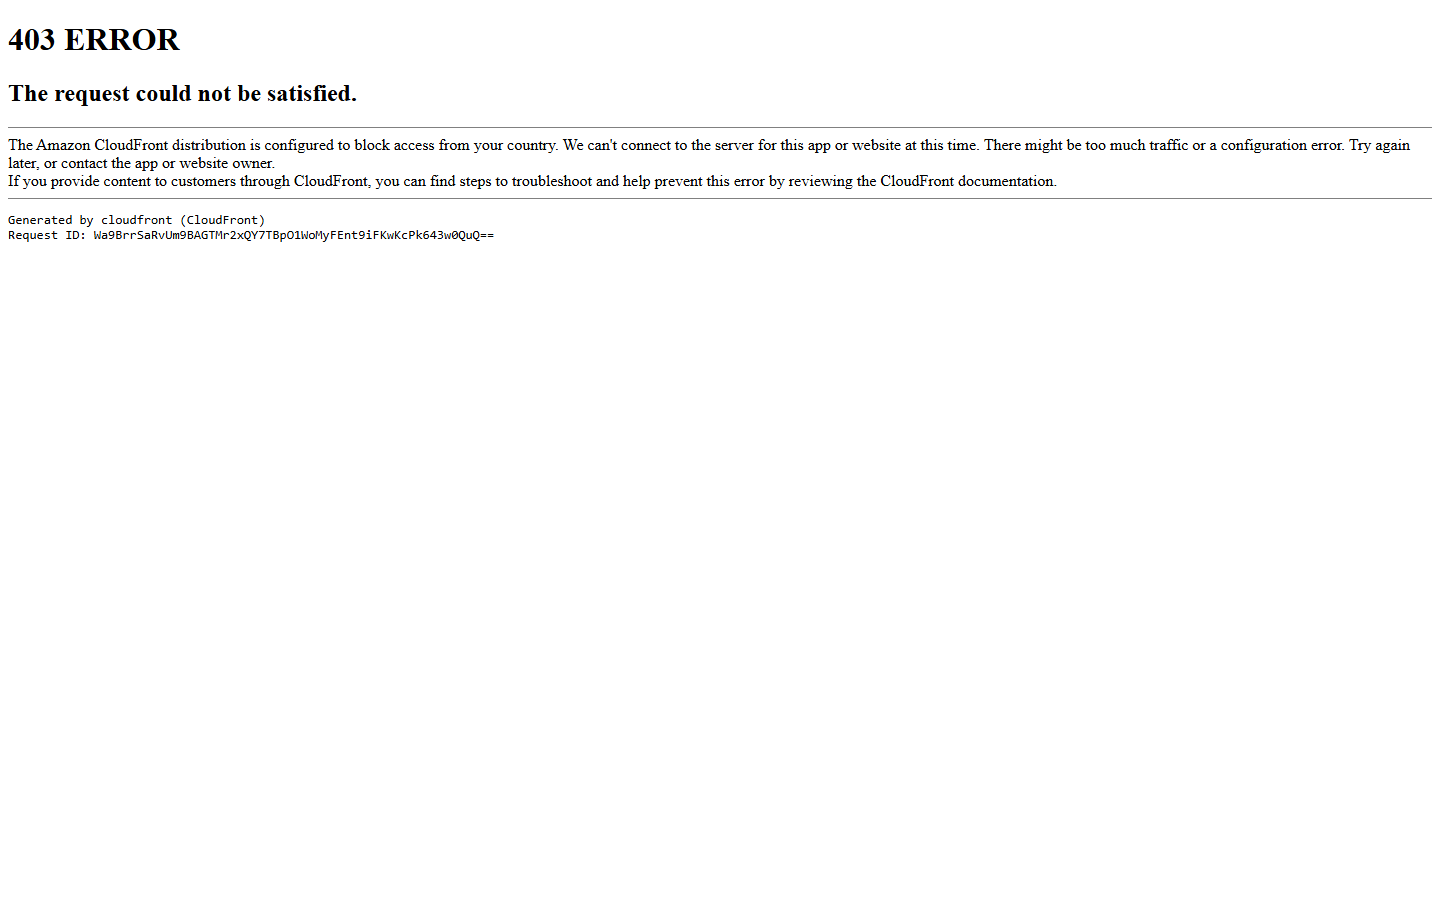 403 ERROR
The request could not be satisfied.
The Amazon CloudFront distribution is configured to block access from your country. We can't connect to the server for this app or website at this time. There might be too much traffic or a configuration error. Try again
later, or contact the app or website owner.
If you provide content to customers through CloudFront, you can find steps to troubleshoot and help prevent this error by reviewing the CloudFront documentation.
Generated by cloudfront (CloudFront)
Request ID: Wa9BrrSaRvUm9BAGTMr2xQY7TBpO1WoMyFEnt9iFKwKcPk643w0QuQ==